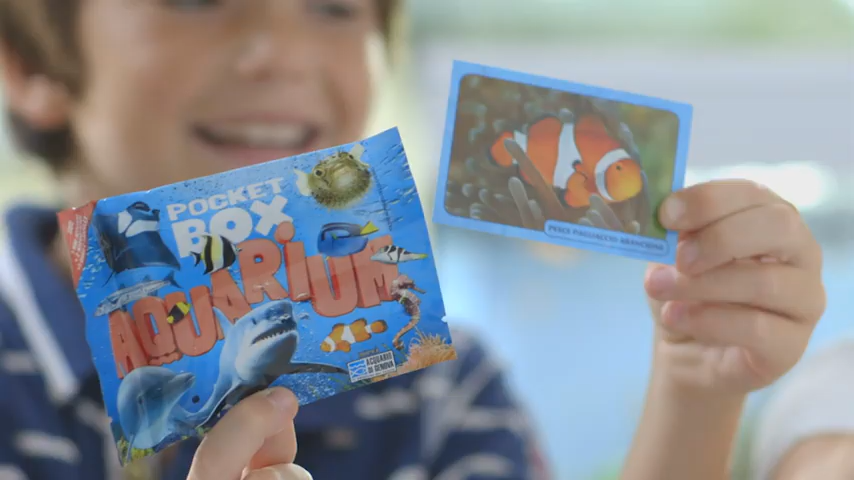 POCKET
BOX
AQUARIUM
ACQUARIO
DI GENOVA
PESCE PAGLIACCIO ARANCIONE